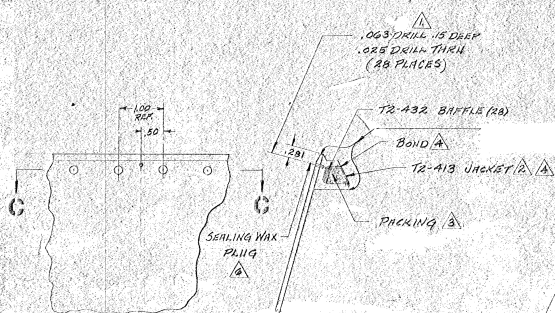 1.
.063 DRILL .15 DEEP
.025 DRILL THRU
(28 PLACES)
1.00
REF.
.50
T2-432 BAFFLE (28)
.281
BOND 4
T2-413 JACKET 2 4
C
C
PACKING 3
SEALING WAX
PLUG
6